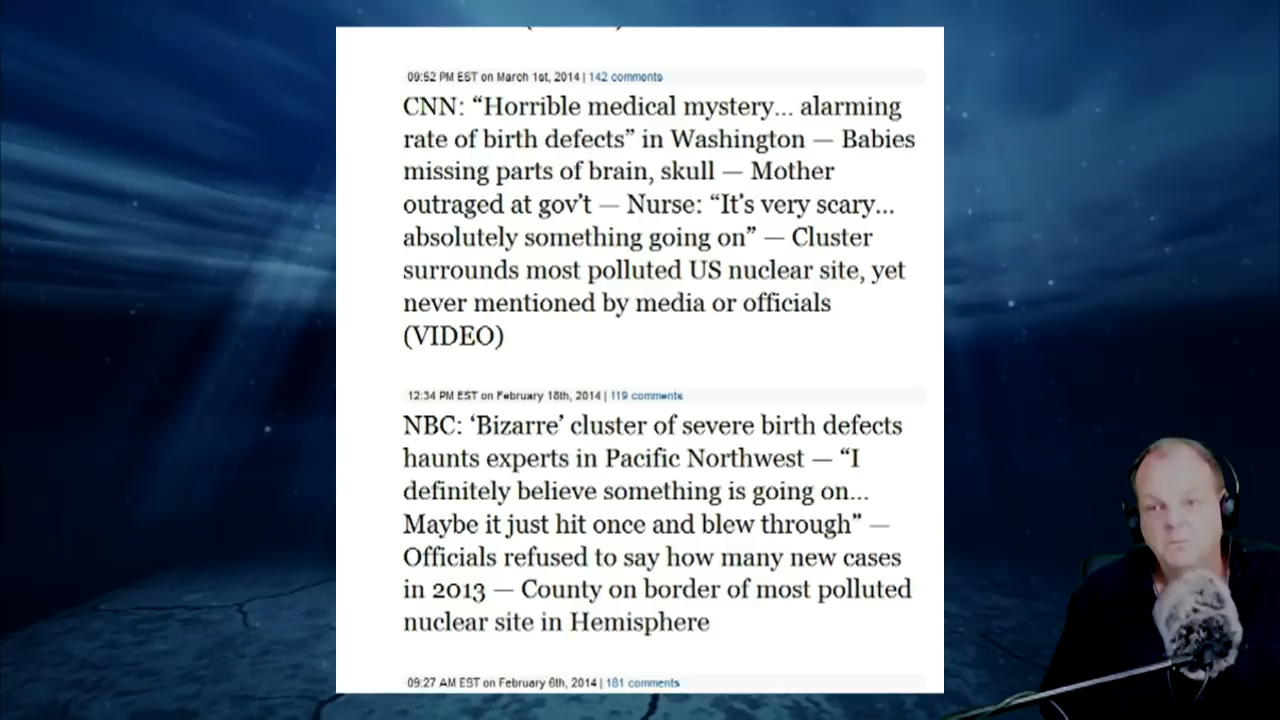 09:52 PM EST on March 1st, 2014 | 142 comments
CNN: “Horrible medical mystery... alarming
rate of birth defects” in Washington — Babies
missing parts of brain, skull — Mother
outraged at gov’t — Nurse: “It’s very scary...
absolutely something going on” — Cluster
surrounds most polluted US nuclear site, yet
never mentioned by media or officials
(VIDEO)
12:34 PM EST on February 18th, 2014 | 119 comments
NBC: ‘Bizarre’ cluster of severe birth defects
haunts experts in Pacific Northwest — “I
definitely believe something is going on...
Maybe it just hit once and blew through” —
Officials refused to say how many new cases
in 2013 — County on border of most polluted
nuclear site in Hemisphere
09:27 AM EST on February 6th, 2014 | 181 comments